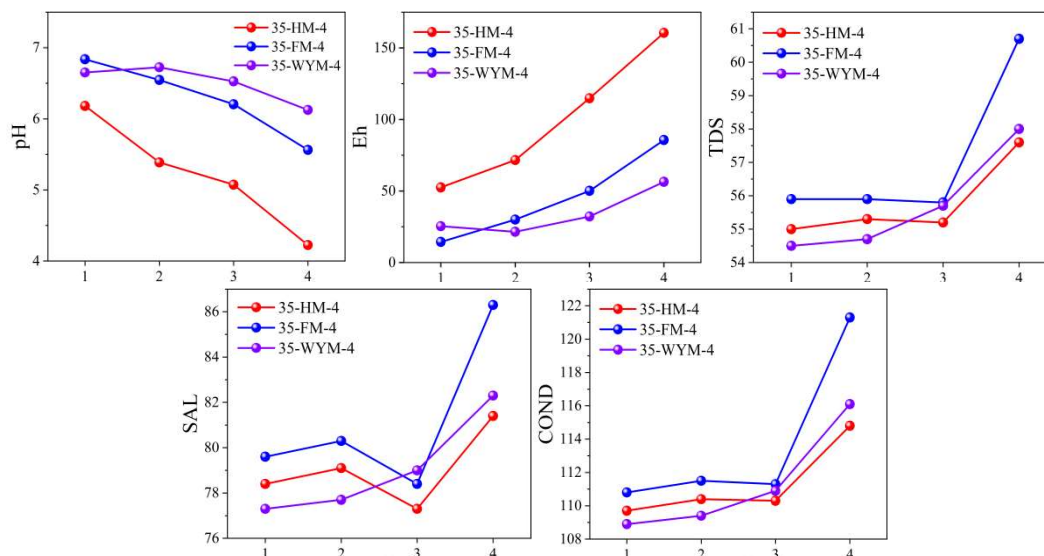 35-HM-4
35-FM-4
35-WYM-4
pH
7
6
5
4
1 2 3 4
35-HM-4
35-FM-4
35-WYM-4
Eh
150
100
50
0
1 2 3 4
35-HM-4
35-FM-4
35-WYM-4
TDS
61
60
59
58
57
56
55
54
1 2 3 4
35-HM-4
35-FM-4
35-WYM-4
SAL
86
84
82
80
78
76
1 2 3 4
35-HM-4
35-FM-4
35-WYM-4
COND
122
120
118
116
114
112
110
108
1 2 3 4